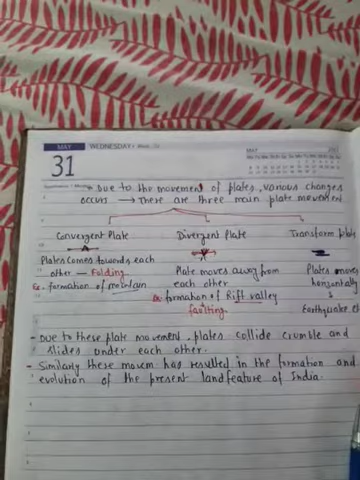 MAY WEDNESDAY
31
MAY
- Due to the movement of plates, various changes
occurs → There are three main plate movement
Convergent Plate Divergent Plate Transform plate
Plates comes towards each
other - Folding
Ex - formation of mountain
Plate moves away from
each other
Ex - formation of Rift valley
faulting
Plates moves
horizontally
↓
Earthquake
- Due to these plate movement, plates collide crumble and
slides under each other.
- Similarly these movem has resulted in the formation and
evolution of the present landfeature of India.